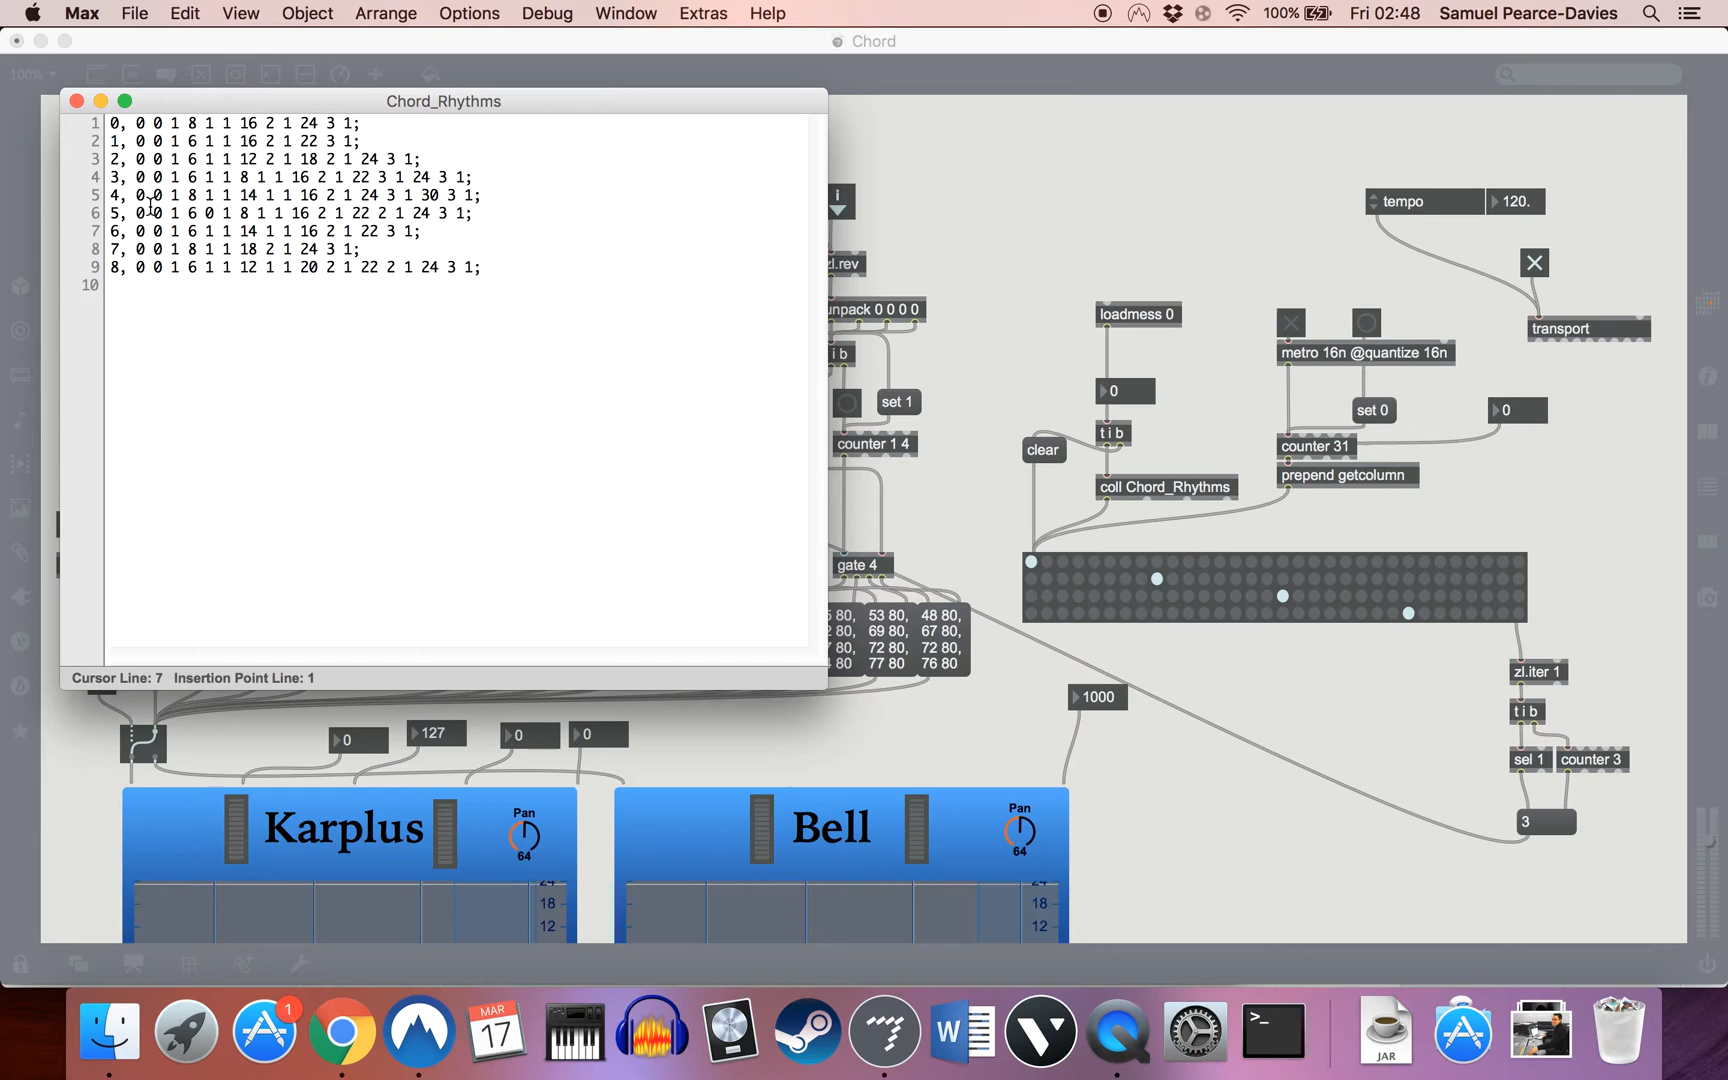 Max File Edit View Object Arrange Options Debug Window Extras Help 100% Fri 02:48 Samuel Pearce-Davies
Chord
100%
Chord_Rhythms
1 0, 0 0 1 8 1 1 16 2 1 24 3 1;
2 1, 0 0 1 6 1 1 16 2 1 22 3 1;
3 2, 0 0 1 6 1 1 12 2 1 18 2 1 24 3 1;
4 3, 0 0 1 6 1 1 8 1 1 16 2 1 22 3 1 24 3 1;
5 4, 0 0 1 8 1 1 14 1 1 16 2 1 24 3 1 30 3 1;
6 5, 0 0 1 6 0 1 8 1 1 16 2 1 22 2 1 24 3 1;
7 6, 0 0 1 6 1 1 14 1 1 16 2 1 22 3 1;
8 7, 0 0 1 8 1 1 18 2 1 24 3 1;
9 8, 0 0 1 6 1 1 12 1 1 20 2 1 22 2 1 24 3 1;
10
Cursor Line: 7 Insertion Point Line: 1
i
zl.rev
unpack 0 0 0 0
i b
set 1
counter 1 4
gate 4
80, 53 80, 48 80,
80, 69 80, 67 80,
80, 72 80, 72 80,
80 77 80 76 80
tempo 120.
transport
loadmess 0
0
t i b
clear
coll Chord_Rhythms
metro 16n @quantize 16n
set 0
0
counter 31
prepend getcolumn
zl.iter 1
t i b
sel 1 counter 3
3
1000
0 127 0 0
Karplus
Pan
64
24
18
12
Bell
Pan
64
24
18
12
1
MAR
17
W
>_
JAR